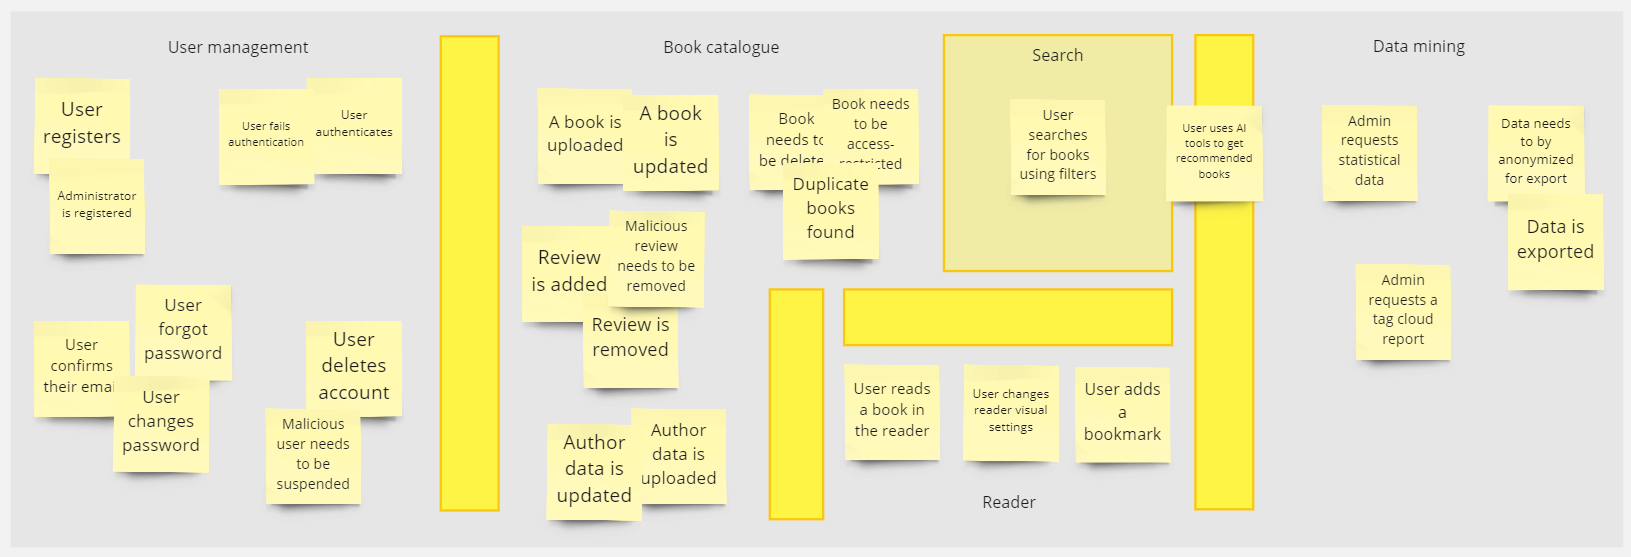 User management
User
registers
Administrator
is registered
User fails
authentication
User
authenticates
User
confirms
their emai
User
forgot
password
User
changes
password
User
deletes
account
Malicious
user needs
to be
suspended
Book catalogue
A book is
uploaded
A book
is
updated
Book
needs to
be delete
Book needs
to be
access-
restricted
Duplicate
books
found
Review
is added
Malicious
review
needs to be
removed
Review is
removed
Author
data is
updated
Author
data is
uploaded
Search
User
searches
for books
using filters
User uses AI
tools to get
recommended
books
User reads
a book in
the reader
User changes
reader visual
settings
User adds
a
bookmark
Reader
Data mining
Admin
requests
statistical
data
Data needs
to by
anonymized
for export
Data is
exported
Admin
requests a
tag cloud
report